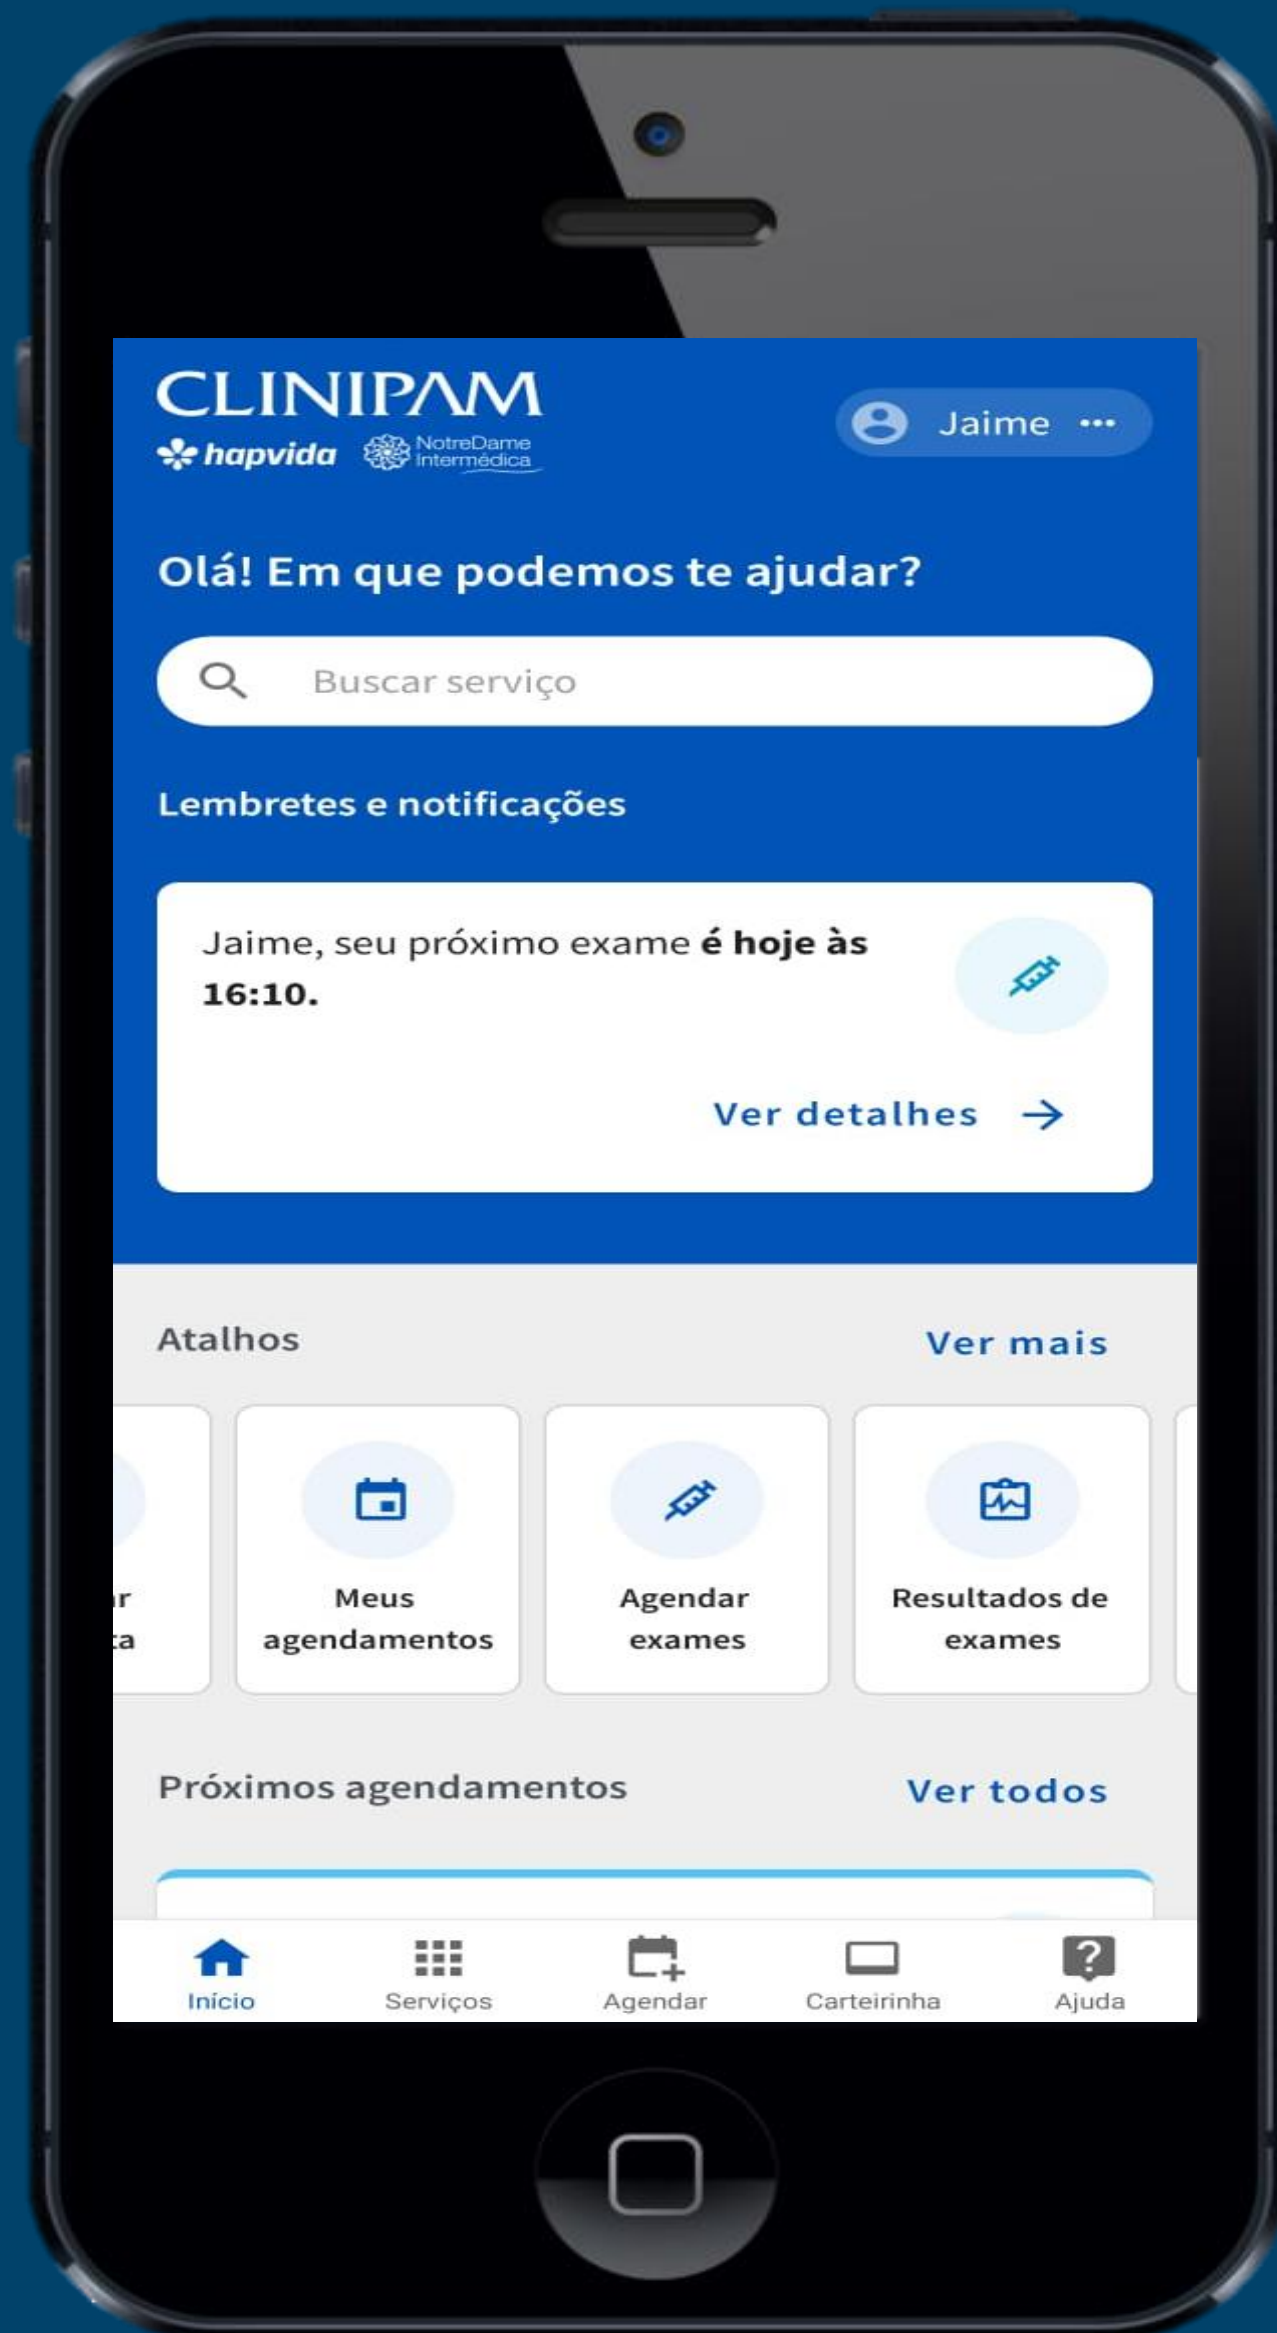 CLINIPAM
hapvida NotreDame
Intermédica
Jaime
Olá! Em que podemos te ajudar?
Buscar serviço
Lembretes e notificações
Jaime, seu próximo exame é hoje às
16:10.
Ver detalhes
Atalhos
Ver mais
Meus
agendamentos
Agendar
exames
Resultados de
exames
Próximos agendamentos
Ver todos
Início
Serviços
Agendar
Carteirinha
Ajuda